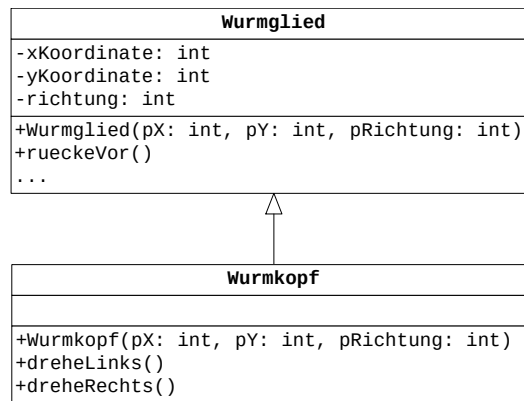 Wurmglied
-xKoordinate: int
-yKoordinate: int
-richtung: int
+Wurmglied(pX: int, pY: int, pRichtung: int)
+rueckeVor()
...
Wurmkopf
+Wurmkopf(pX: int, pY: int, pRichtung: int)
+dreheLinks()
+dreheRechts()